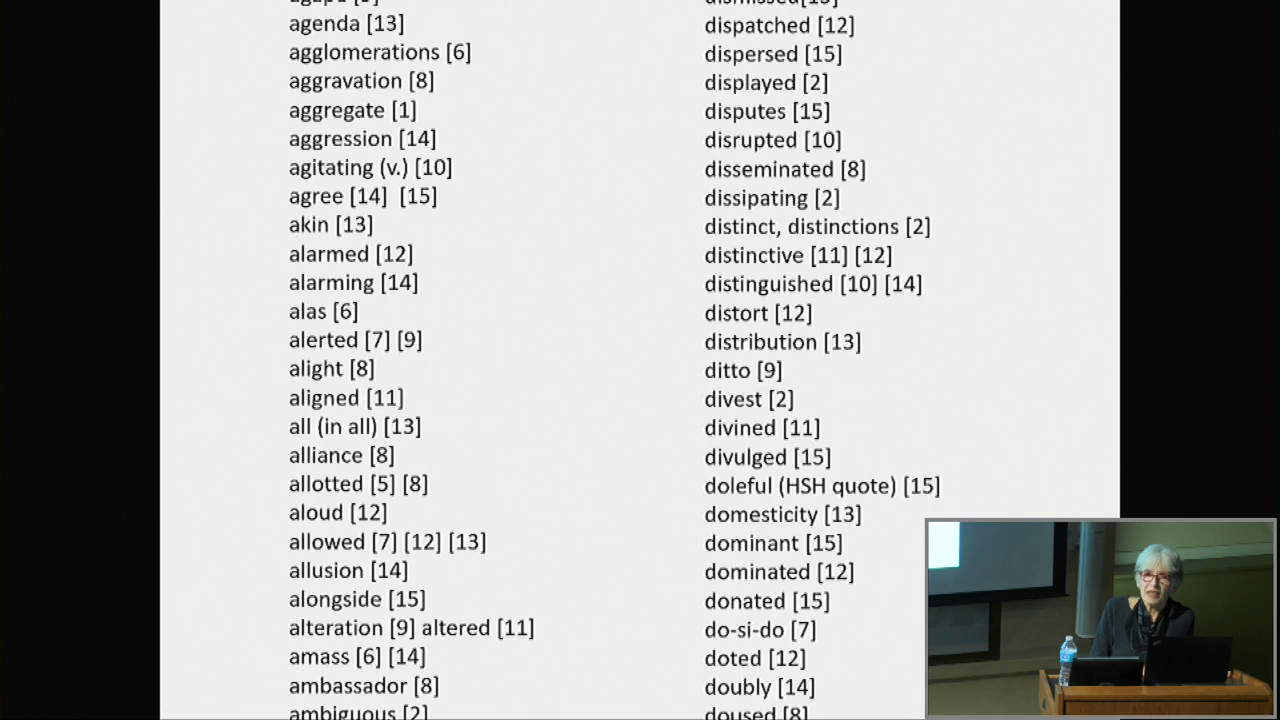 agenda [13]
agglomerations [6]
aggravation [8]
aggregate [1]
aggression [14]
agitating (v.) [10]
agree [14]  [15]
akin [13]
alarmed [12]
alarming [14]
alas [6]
alerted [7] [9]
alight [8]
aligned [11]
all (in all) [13]
alliance [8]
allotted [5] [8]
aloud [12]
allowed [7] [12] [13]
allusion [14]
alongside [15]
alteration [9] altered [11]
amass [6] [14]
ambassador [8]
ambiguous [2]
dispatched [12]
dispersed [15]
displayed [2]
disputes [15]
disrupted [10]
disseminated [8]
dissipating [2]
distinct, distinctions [2]
distinctive [11] [12]
distinguished [10] [14]
distort [12]
distribution [13]
ditto [9]
divest [2]
divined [11]
divulged [15]
doleful (HSH quote) [15]
domesticity [13]
dominant [15]
dominated [12]
donated [15]
do-si-do [7]
doted [12]
doubly [14]
doused [8]